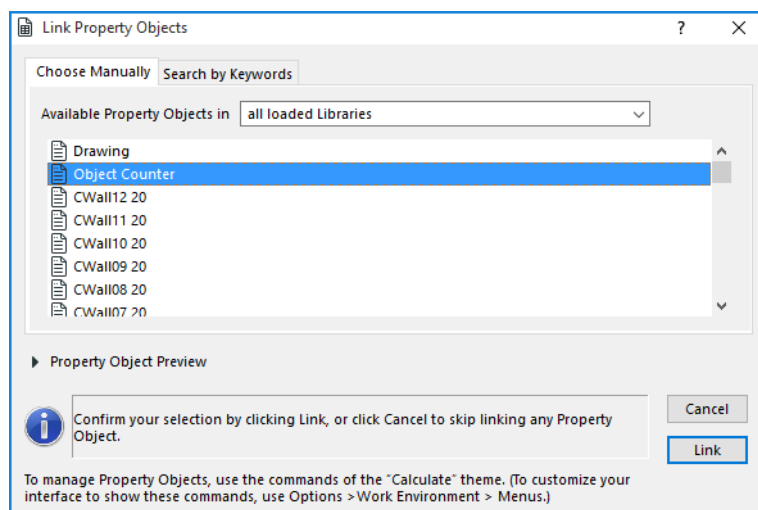 Link Property Objects
?
Choose Manually
Search by Keywords
Available Property Objects in
all loaded Libraries
Drawing
Object Counter
CWall12 20
CWall11 20
CWall10 20
CWall09 20
CWall08 20
CWall07 20
Property Object Preview
Confirm your selection by clicking Link, or click Cancel to skip linking any Property
Object.
Cancel
Link
To manage Property Objects, use the commands of the “Calculate” theme. (To customize your
interface to show these commands, use Options >Work Environment > Menus.)